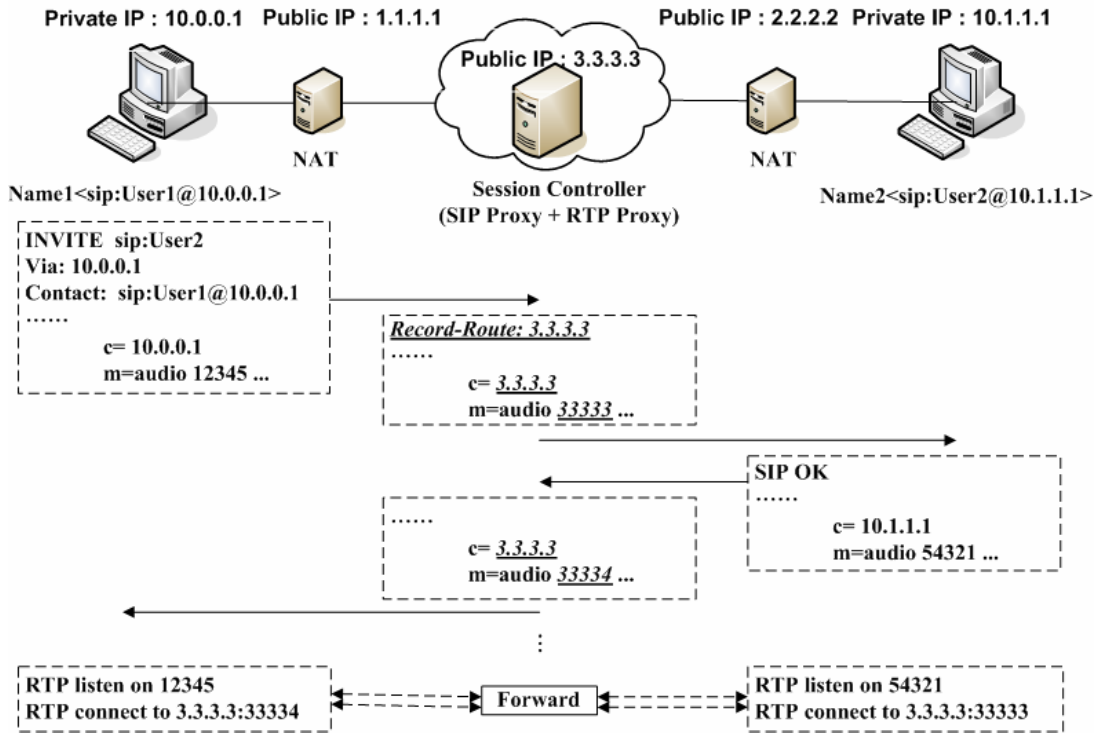 Private IP : 10.0.0.1
Public IP : 1.1.1.1
Public IP : 2.2.2.2
Private IP : 10.1.1.1
Public IP : 3.3.3.3
NAT
NAT
Name1<sip:User1@10.0.0.1>
Session Controller
(SIP Proxy + RTP Proxy)
Name2<sip:User2@10.1.1.1>
INVITE sip:User2
Via: 10.0.0.1
Contact: sip:User1@10.0.0.1
......
c= 10.0.0.1
m=audio 12345 ...
Record-Route: 3.3.3.3
......
c= 3.3.3.3
m=audio 33333 ...
SIP OK
......
c= 10.1.1.1
m=audio 54321 ...
......
c= 3.3.3.3
m=audio 33334 ...
⋮
RTP listen on 12345
RTP connect to 3.3.3.3:33334
Forward
RTP listen on 54321
RTP connect to 3.3.3.3:33333